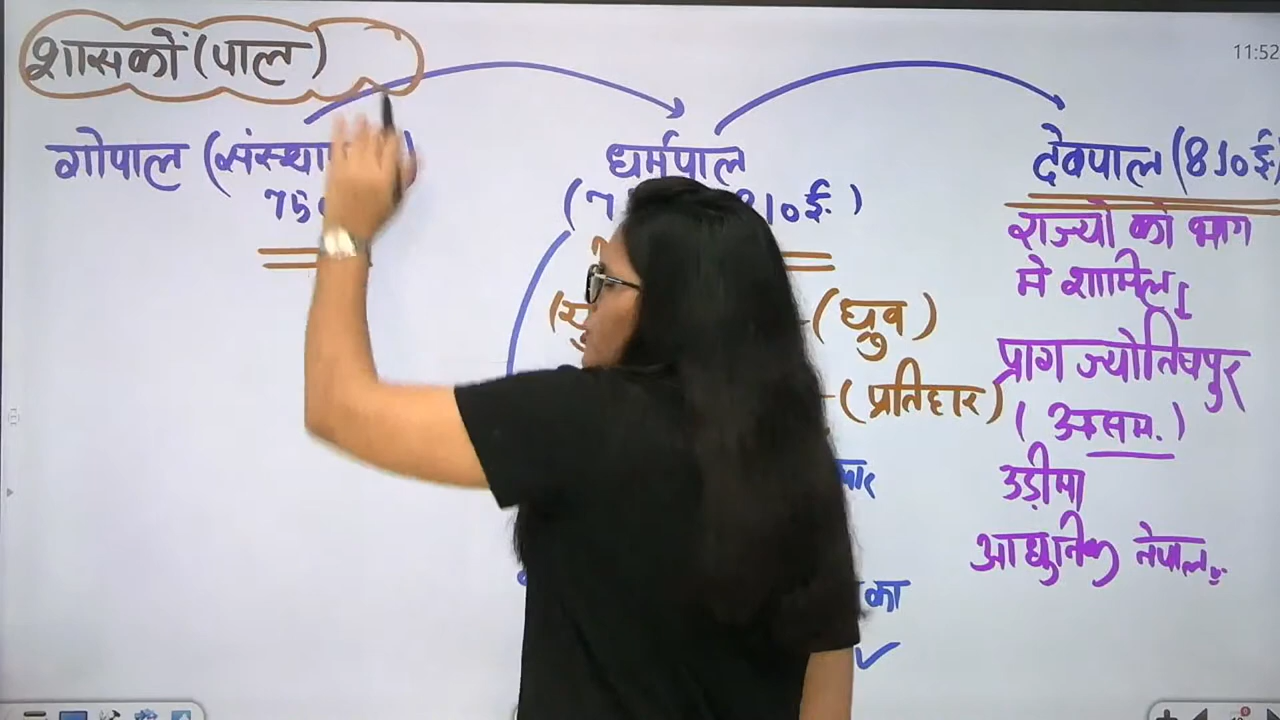 शासकों (पाल)
11:52
गोपाल
धर्मपाल
देवपाल (810ई.
राज्यों को भाग
मे शामिल
(ध्रुव)
प्राग ज्योतिषपुर
(प्रतिहार)
(असम.)
उड़ीसा
आधुनिक नेपाल
का